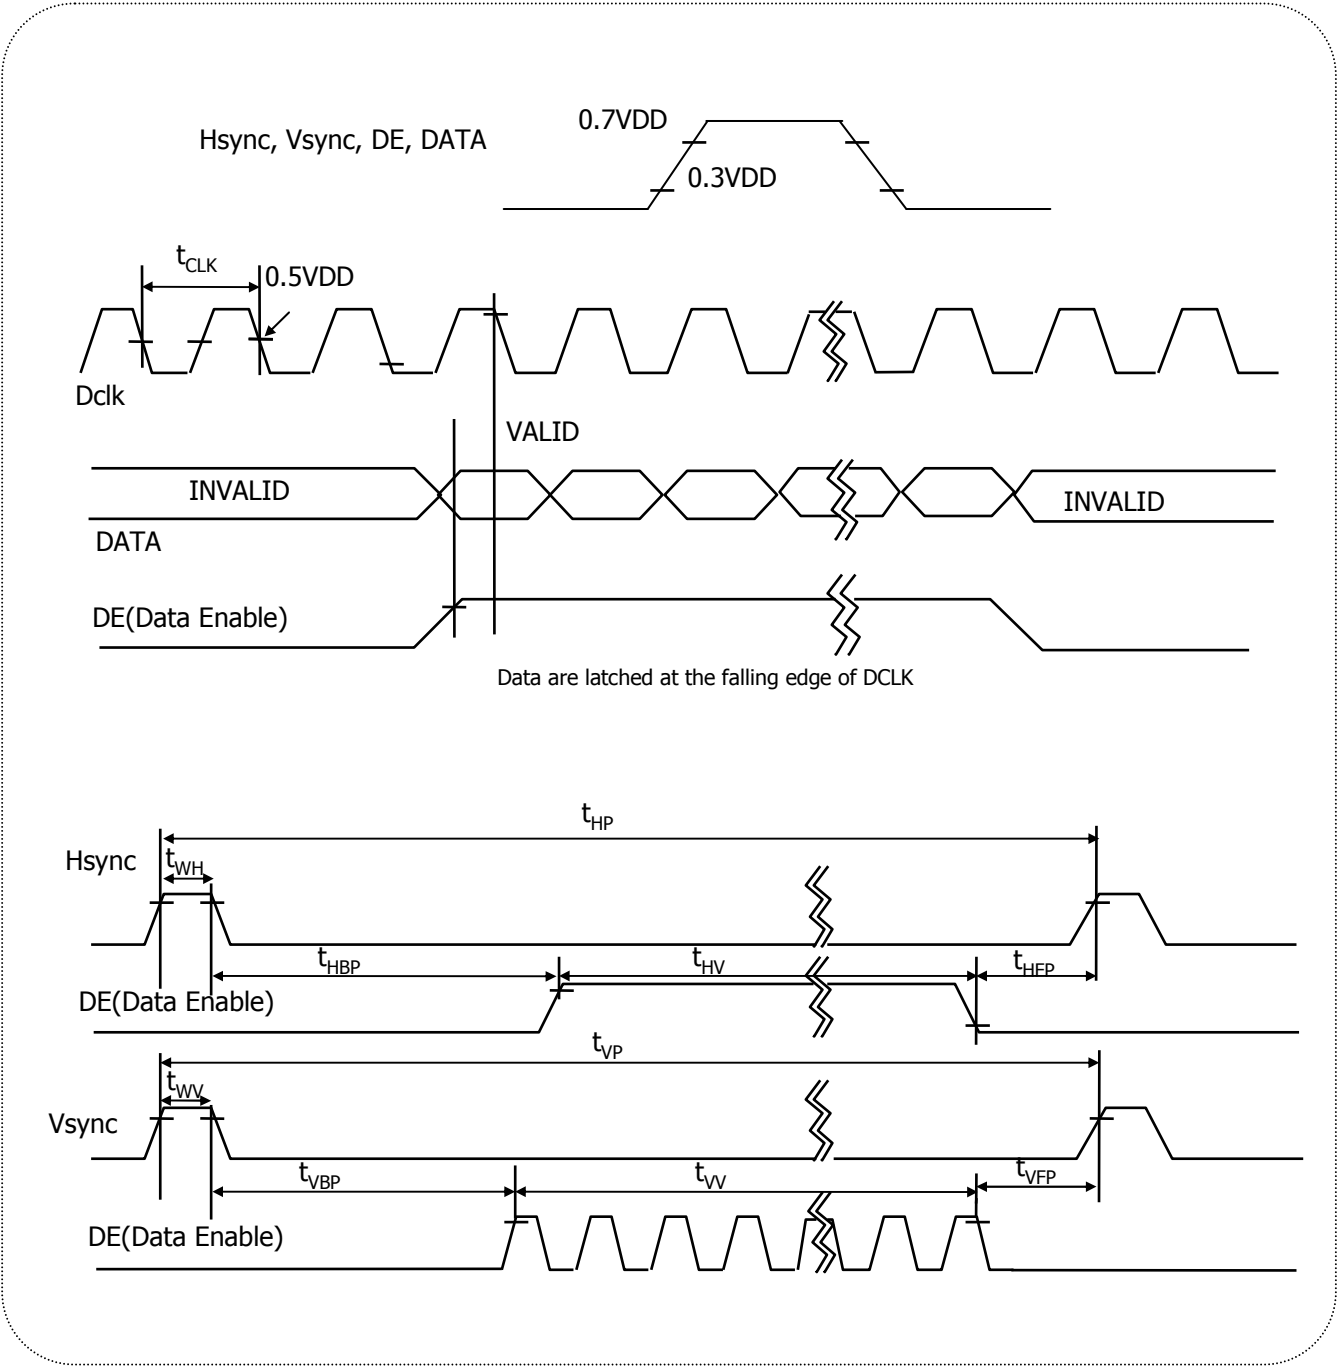 0.7VDD
Hsync, Vsync, DE, DATA
0.3VDD
tCLK
0.5VDD
Dclk
VALID
INVALID
INVALID
DATA
DE(Data Enable)
Data are latched at the falling edge of DCLK
tHP
Hsync
tWH
tHBP
tHV
tHFP
DE(Data Enable)
tVP
tWV
Vsync
tVBP
tVV
tVFP
DE(Data Enable)